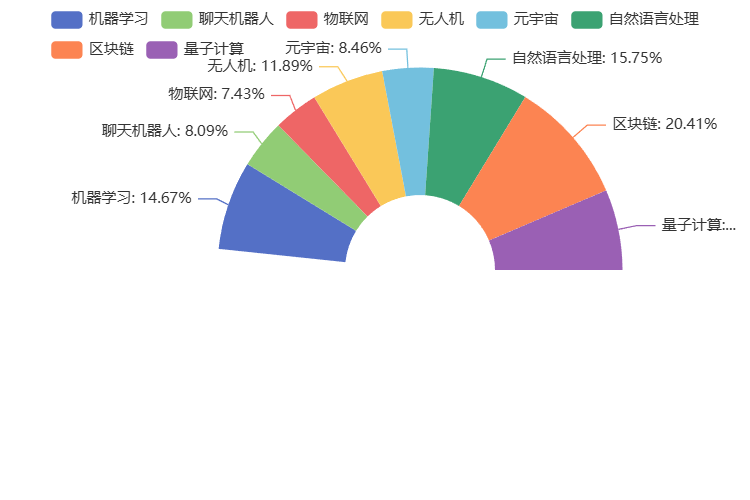 机器学习 聊天机器人 物联网 无人机 元宇宙 自然语言处理
区块链 量子计算
元宇宙: 8.46%
自然语言处理: 15.75%
无人机: 11.89%
物联网: 7.43%
区块链: 20.41%
聊天机器人: 8.09%
机器学习: 14.67%
量子计算:...